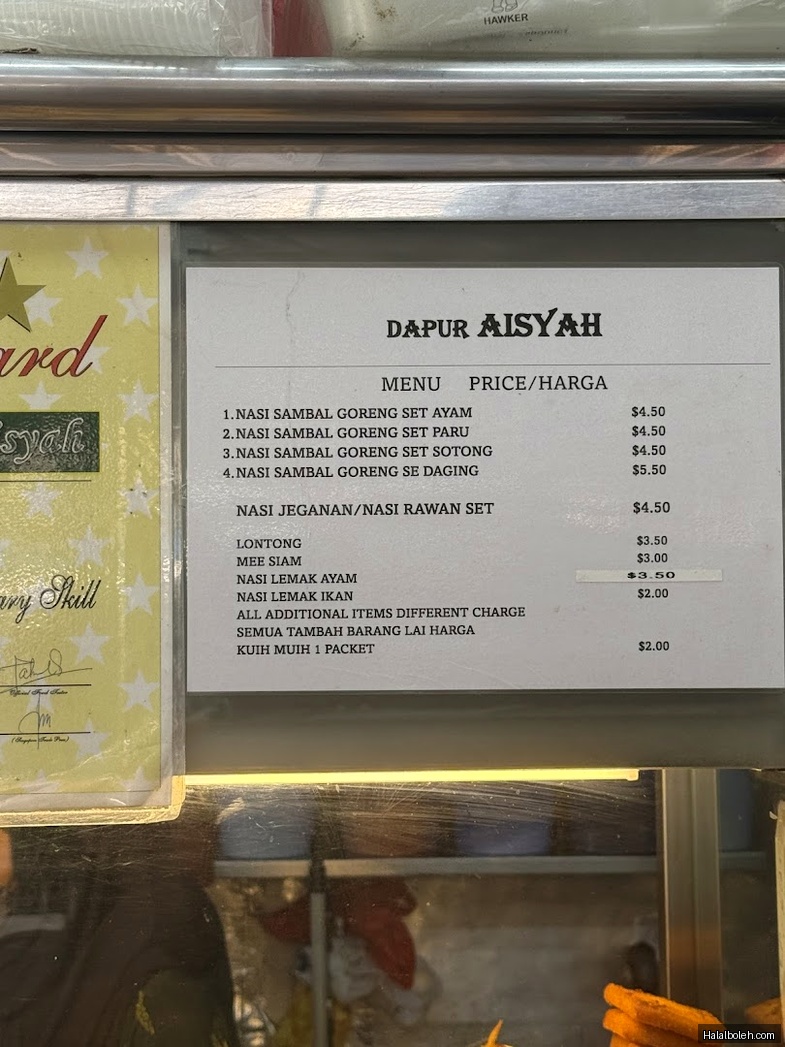 HAWKER
PRODUCT
ard
isyah
ary Skill
Official Food Taster
DAPUR AISYAH
MENU PRICE/HARGA
1.NASI SAMBAL GORENG SET AYAM $4.50
2.NASI SAMBAL GORENG SET PARU $4.50
3.NASI SAMBAL GORENG SET SOTONG $4.50
4.NASI SAMBAL GORENG SE DAGING $5.50
NASI JEGANAN/NASI RAWAN SET $4.50
LONTONG $3.50
MEE SIAM $3.00
NASI LEMAK AYAM $3.50
NASI LEMAK IKAN $2.00
ALL ADDITIONAL ITEMS DIFFERENT CHARGE
SEMUA TAMBAH BARANG LAI HARGA
KUIH MUIH 1 PACKET $2.00
Halalboleh.com